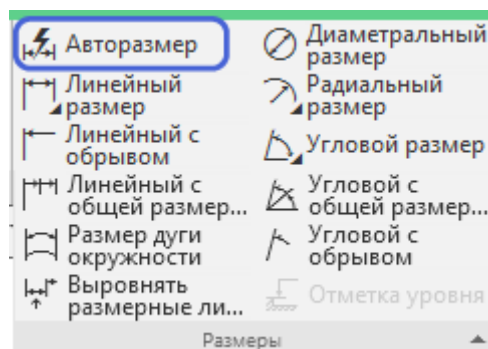 Авторазмер
Диаметральный
размер
Линейный
размер
Радиальный
размер
Линейный с
обрывом
Угловой размер
Линейный с
общей размер...
Угловой с
общей размер...
Размер дуги
окружности
Угловой с
обрывом
Выровнять
размерные ли...
Отметка уровня
Размеры